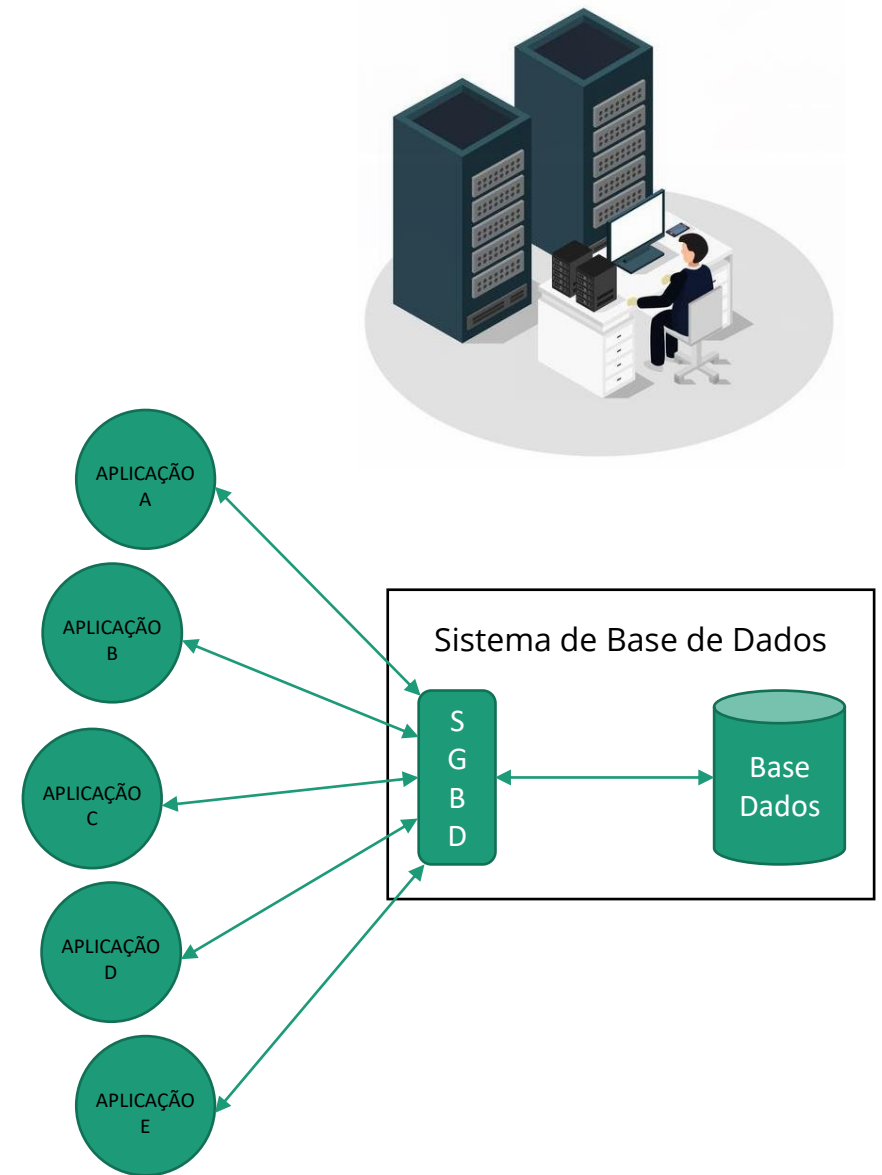 APLICAÇÃO
A
APLICAÇÃO
B
APLICAÇÃO
C
APLICAÇÃO
D
APLICAÇÃO
E
Sistema de Base de Dados
S
G
B
D
Base
Dados